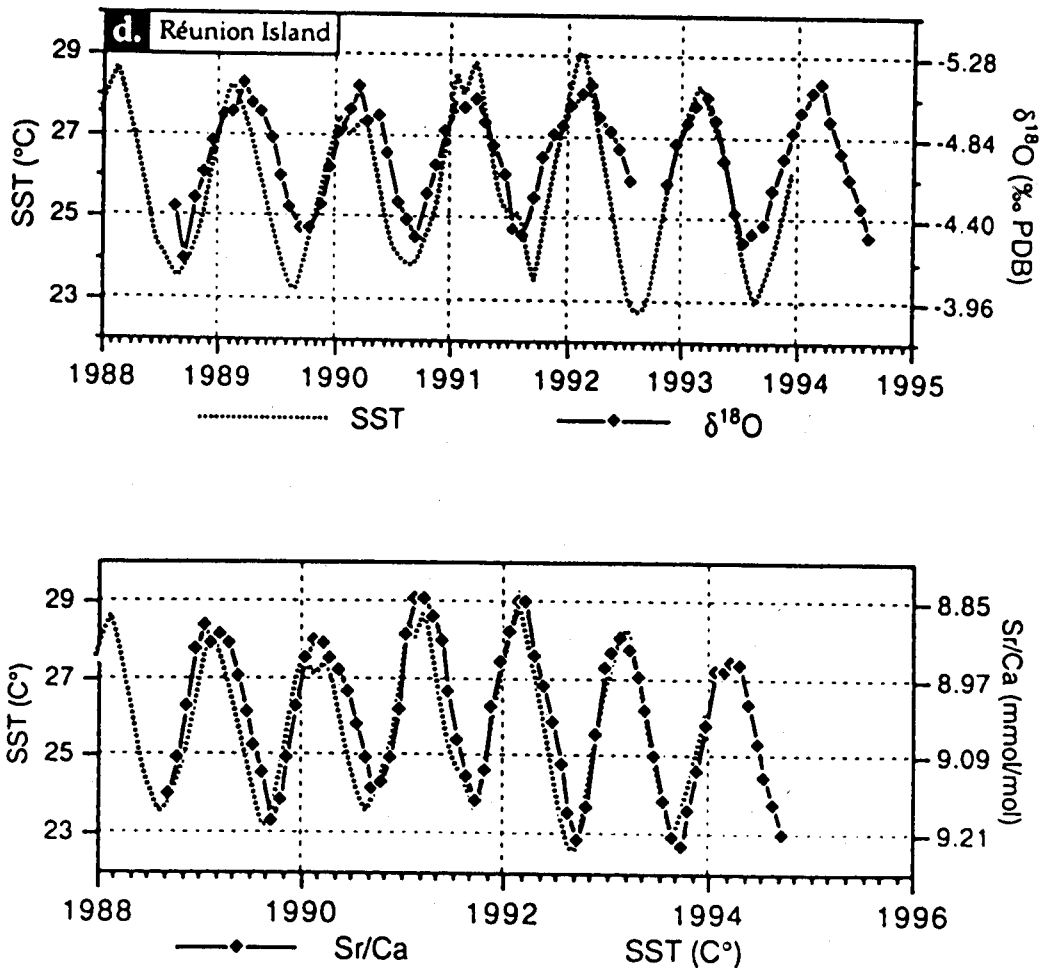 d. Réunion Island
29
27
25
23
SST (°C)
-5.28
-4.84
-4.40
-3.96
δ18O (‰ PDB)
1988 1989 1990 1991 1992 1993 1994 1995
SST δ18O
29
27
25
23
SST (C°)
8.85
8.97
9.09
9.21
Sr/Ca (mmol/mol)
1988 1990 1992 1994 1996
Sr/Ca SST (C°)